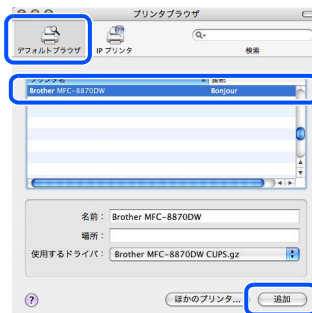 プリンタブラウザ
デフォルトブラウザ IP プリンタ 検索
プリンタ名 接続
Brother MFC-8870DW Bonjour
名前： Brother MFC-8870DW
場所：
使用するドライバ： Brother MFC-8870DW CUPS.gz
? ほかのプリンタ... 追加